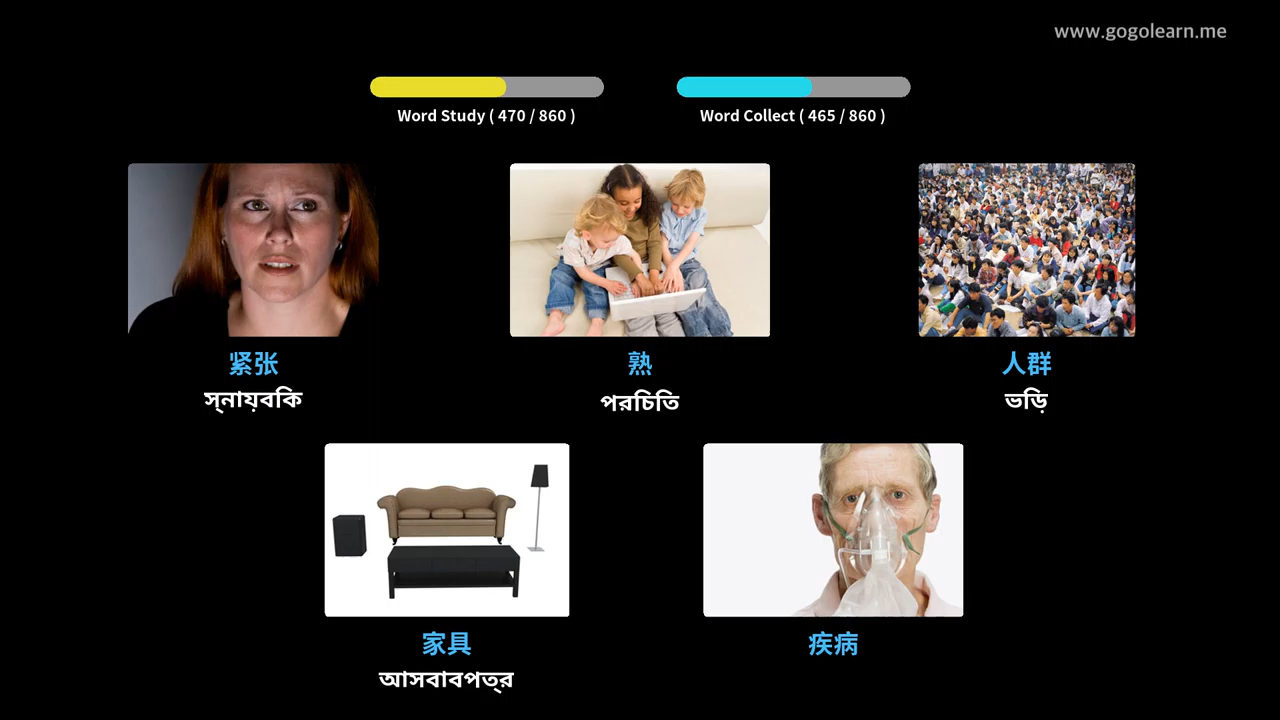 www.gogolearn.me
Word Study ( 470 / 860 )
Word Collect ( 465 / 860 )
紧张
স্নায়বকি
熟
পরচিতি
人群
ভড়ি
家具
আসবাবপত্র
疾病